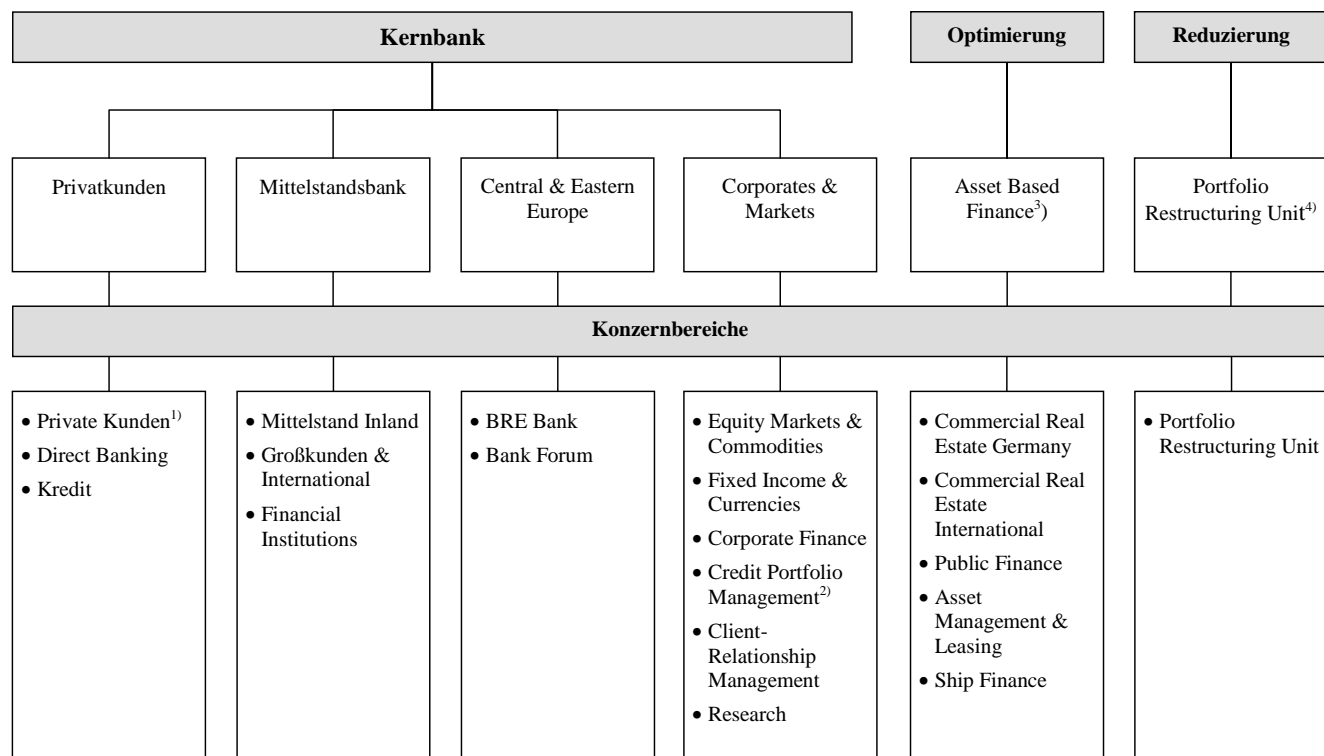 Kernbank
Optimierung
Reduzierung
Privatkunden
Mittelstandsbank
Central & Eastern
Europe
Corporates &
Markets
Asset Based
Finance³)
Portfolio
Restructuring Unit⁴⁾
Konzernbereiche
• Private Kunden¹⁾
• Direct Banking
• Kredit
• Mittelstand Inland
• Großkunden &
International
• Financial
Institutions
• BRE Bank
• Bank Forum
• Equity Markets &
Commodities
• Fixed Income &
Currencies
• Corporate Finance
• Credit Portfolio
Management²⁾
• Client-
Relationship
Management
• Research
• Commercial Real
Estate Germany
• Commercial Real
Estate
International
• Public Finance
• Asset
Management &
Leasing
• Ship Finance
• Portfolio
Restructuring Unit